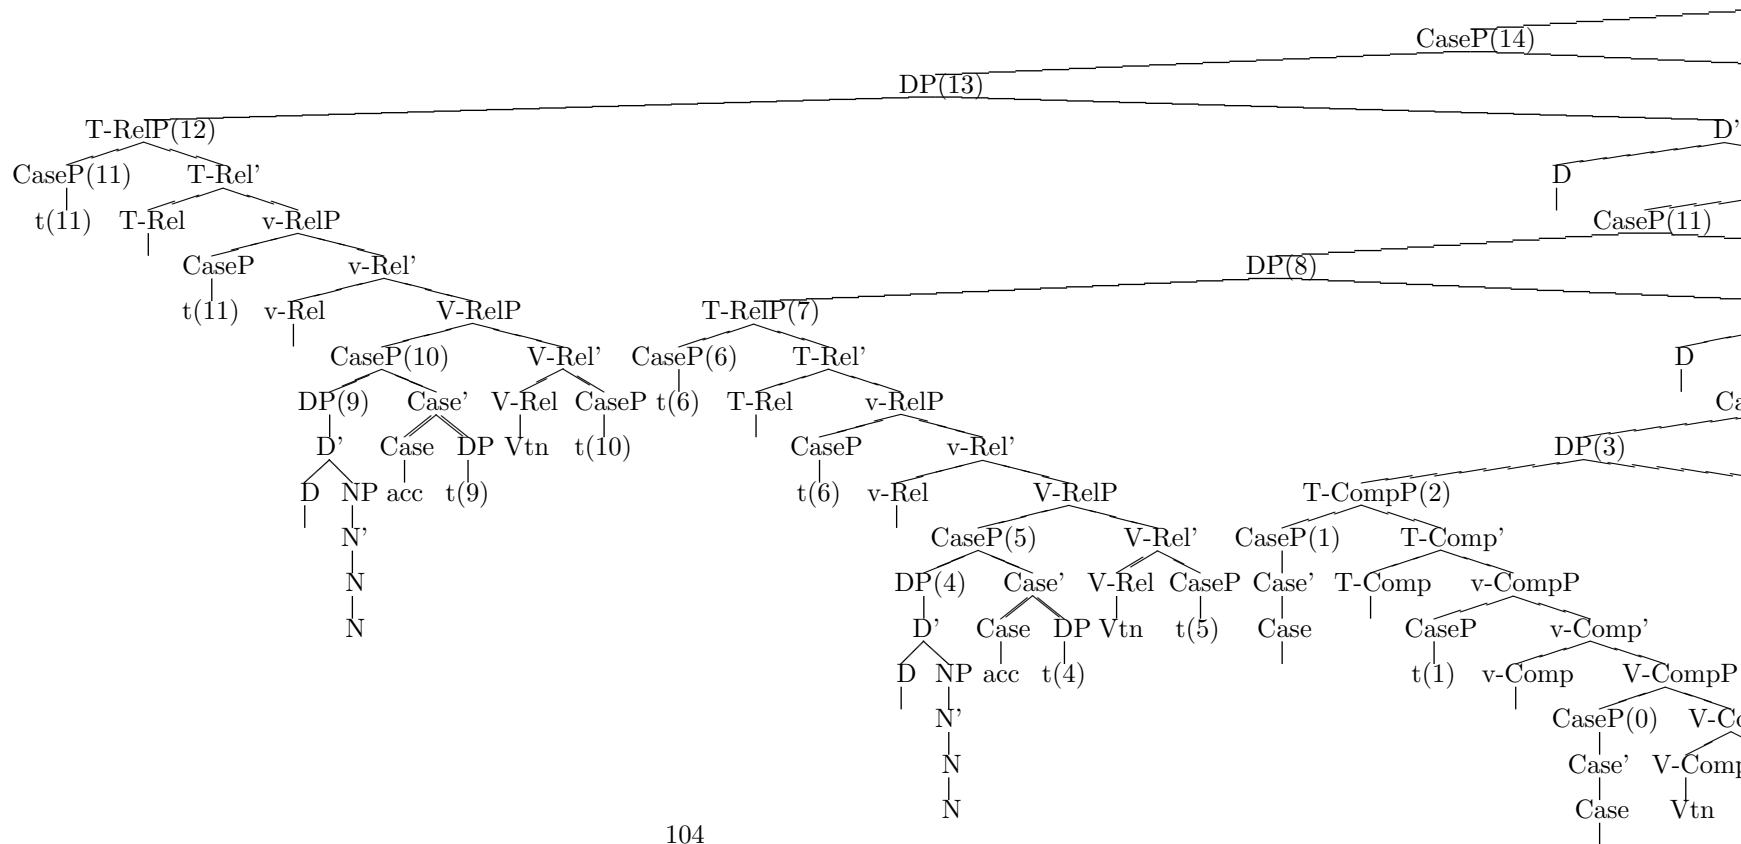 CaseP(14)
DP(13)
T-RelP(12) D'
CaseP(11) T-Rel' D
t(11) T-Rel v-RelP CaseP(11)
CaseP v-Rel' DP(8)
t(11) v-Rel V-RelP T-RelP(7)
CaseP(10) V-Rel' CaseP(6) T-Rel' D
DP(9) Case' V-Rel CaseP t(6) T-Rel v-RelP Ca
D' Case DP Vtn t(10) CaseP v-Rel' DP(3)
D NP acc t(9) t(6) v-Rel V-RelP T-CompP(2)
N' CaseP(5) V-Rel' CaseP(1) T-Comp'
N DP(4) Case' V-Rel CaseP Case' T-Comp v-CompP
N D' Case DP Vtn t(5) Case CaseP v-Comp'
D NP acc t(4) t(1) v-Comp V-CompP
N' CaseP(0) V-Co
N Case' V-Comp
N Case Vtn
104